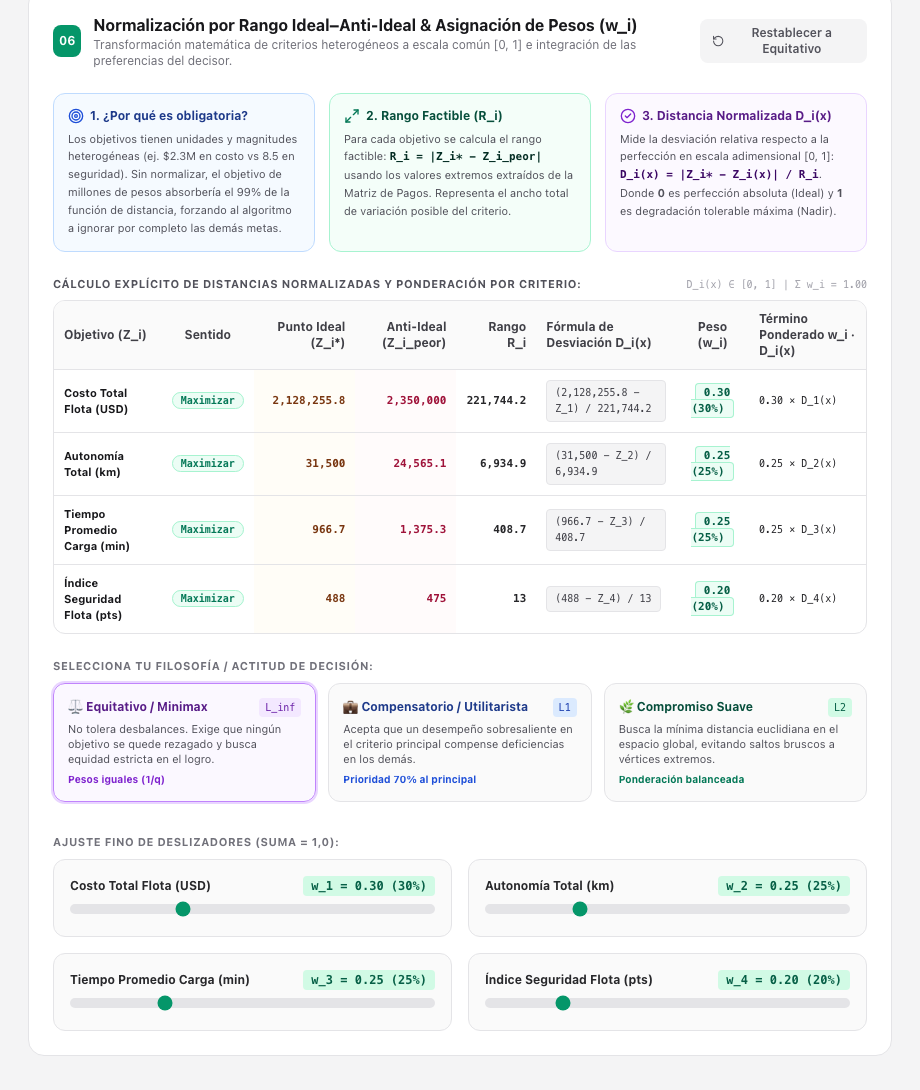 06
Normalización por Rango Ideal–Anti-Ideal & Asignación de Pesos (w_i)
Transformación matemática de criterios heterogéneos a escala común [0, 1] e integración de las
preferencias del decisor.
Restablecer a
Equitativo
1. ¿Por qué es obligatoria?
Los objetivos tienen unidades y magnitudes
heterogéneas (ej. $2.3M en costo vs 8.5 en
seguridad). Sin normalizar, el objetivo de
millones de pesos absorbería el 99% de la
función de distancia, forzando al algoritmo
a ignorar por completo las demás metas.
2. Rango Factible (R_i)
Para cada objetivo se calcula el rango
factible: R_i = |Z_i* − Z_i_peor|
usando los valores extremos extraídos de la
Matriz de Pagos. Representa el ancho total
de variación posible del criterio.
3. Distancia Normalizada D_i(x)
Mide la desviación relativa respecto a la
perfección en escala adimensional [0, 1]:
D_i(x) = |Z_i* − Z_i(x)| / R_i.
Donde 0 es perfección absoluta (Ideal) y 1
es degradación tolerable máxima (Nadir).
CÁLCULO EXPLÍCITO DE DISTANCIAS NORMALIZADAS Y PONDERACIÓN POR CRITERIO:
D_i(x) ∈ [0, 1] | Σ w_i = 1.00
Objetivo (Z_i)
Sentido
Punto Ideal
(Z_i*)
Anti-Ideal
(Z_i_peor)
Rango
R_i
Fórmula de
Desviación D_i(x)
Peso
(w_i)
Término
Ponderado w_i ·
D_i(x)
Costo Total
Flota (USD)
Maximizar
2,128,255.8
2,350,000
221,744.2
(2,128,255.8 −
Z_1) / 221,744.2
0.30
(30%)
0.30 × D_1(x)
Autonomía
Total (km)
Maximizar
31,500
24,565.1
6,934.9
(31,500 − Z_2) /
6,934.9
0.25
(25%)
0.25 × D_2(x)
Tiempo
Promedio
Carga (min)
Maximizar
966.7
1,375.3
408.7
(966.7 − Z_3) /
408.7
0.25
(25%)
0.25 × D_3(x)
Índice
Seguridad
Flota (pts)
Maximizar
488
475
13
(488 − Z_4) / 13
0.20
(20%)
0.20 × D_4(x)
SELECCIONA TU FILOSOFÍA / ACTITUD DE DECISIÓN:
⚖️ Equitativo / Minimax
L_inf
No tolera desbalances. Exige que ningún
objetivo se quede rezagado y busca
equidad estricta en el logro.
Pesos iguales (1/q)
💼 Compensatorio / Utilitarista
L1
Acepta que un desempeño sobresaliente en
el criterio principal compense deficiencias
en los demás.
Prioridad 70% al principal
🌿 Compromiso Suave
L2
Busca la mínima distancia euclidiana en el
espacio global, evitando saltos bruscos a
vértices extremos.
Ponderación balanceada
AJUSTE FINO DE DESLIZADORES (SUMA = 1,0):
Costo Total Flota (USD)
w_1 = 0.30 (30%)
Autonomía Total (km)
w_2 = 0.25 (25%)
Tiempo Promedio Carga (min)
w_3 = 0.25 (25%)
Índice Seguridad Flota (pts)
w_4 = 0.20 (20%)